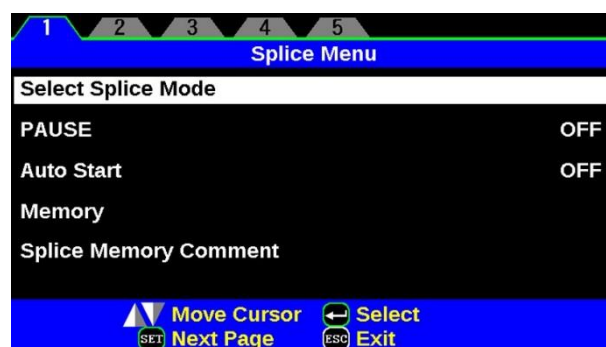 1 2 3 4 5
Splice Menu
Select Splice Mode
PAUSE OFF
Auto Start OFF
Memory
Splice Memory Comment
Move Cursor Select
SET Next Page ESC Exit